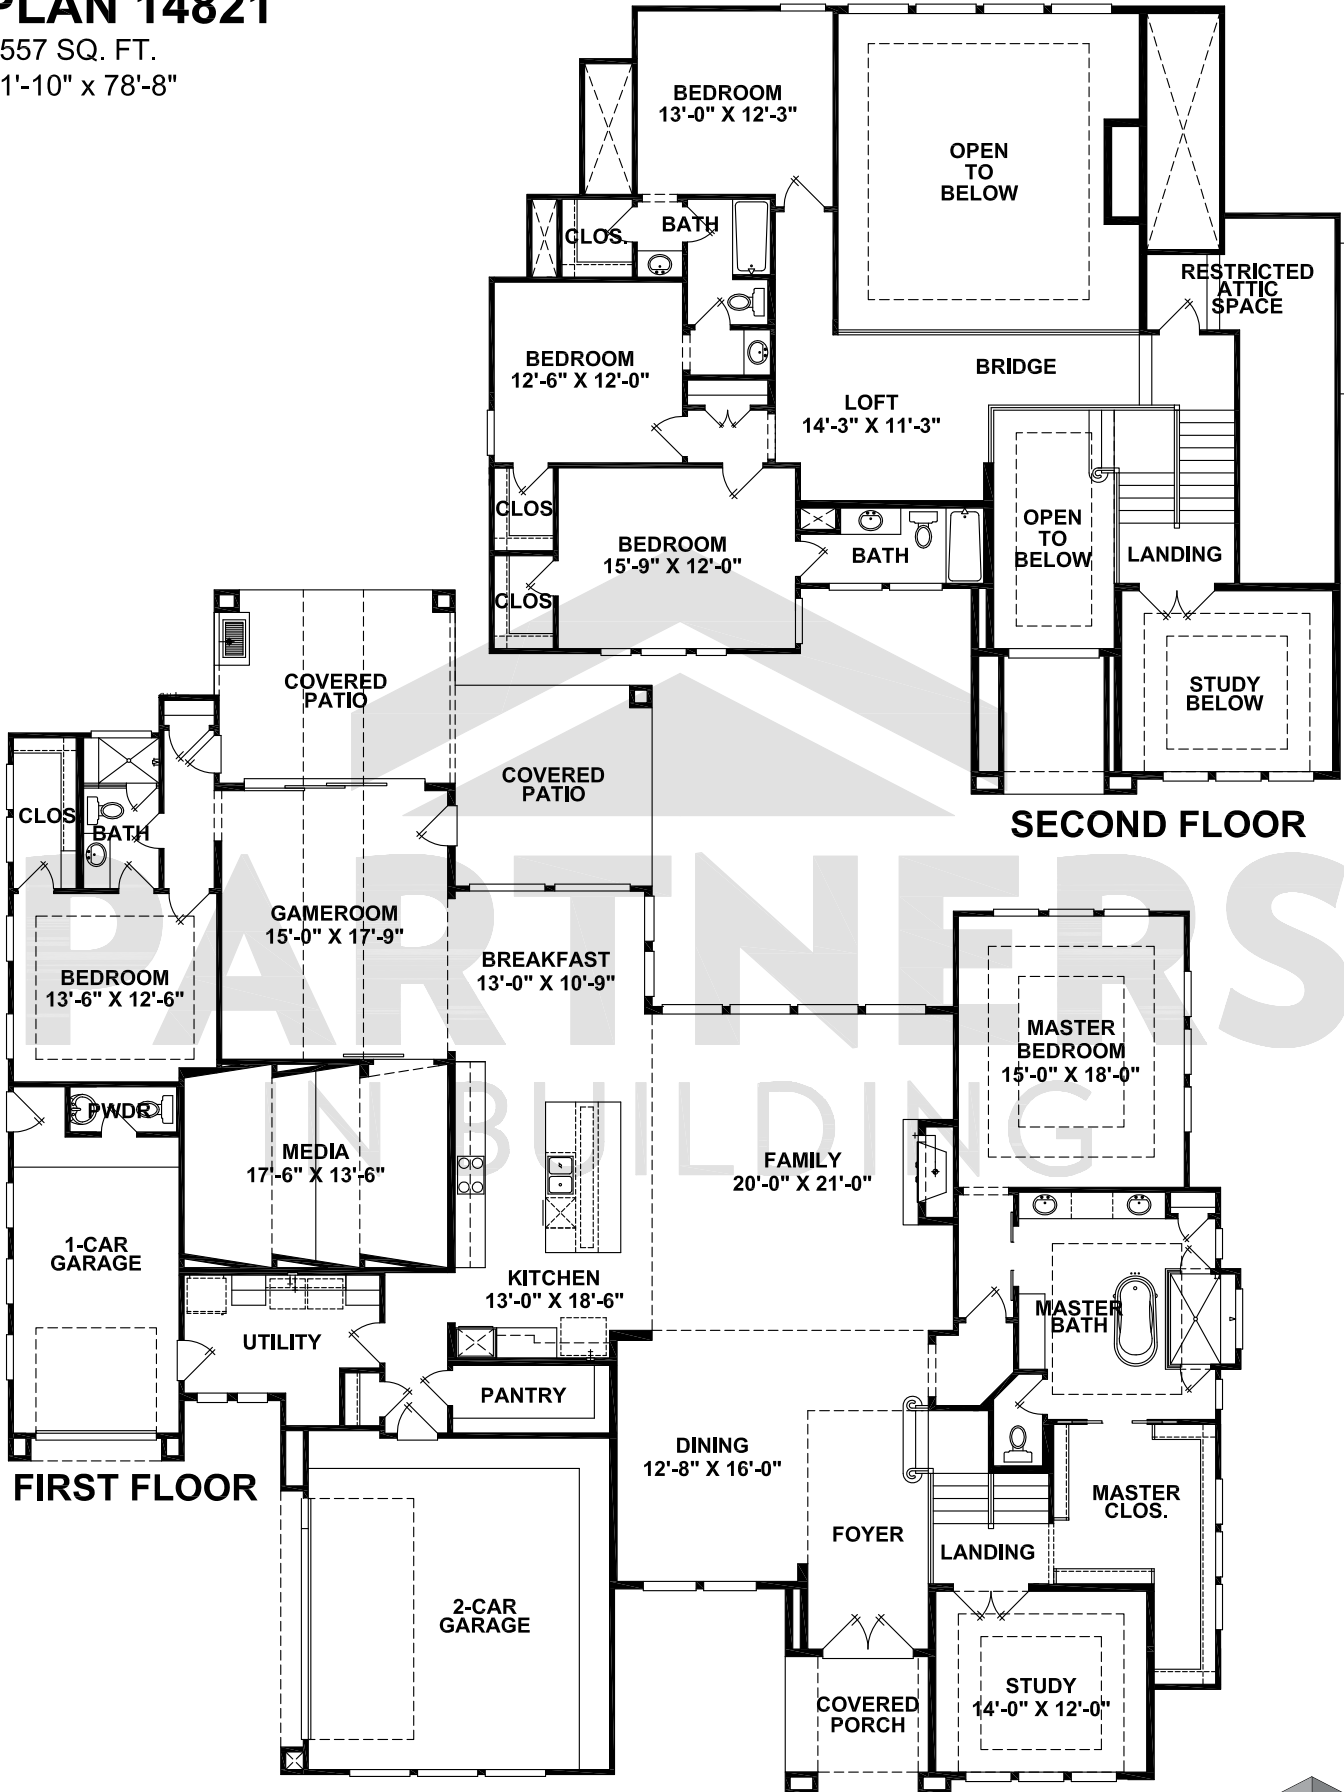 PLAN 14821
557 SQ. FT.
1'-10" x 78'-8"
BEDROOM
13'-0" X 12'-3"
OPEN
TO
BELOW
CLOS.
BATH
RESTRICTED
ATTIC
SPACE
BEDROOM
12'-6" X 12'-0"
BRIDGE
LOFT
14'-3" X 11'-3"
CLOS
BEDROOM
15'-9" X 12'-0"
BATH
OPEN
TO
BELOW
LANDING
CLOS
STUDY
BELOW
SECOND FLOOR
COVERED
PATIO
COVERED
PATIO
CLOS
BATH
GAMEROOM
15'-0" X 17'-9"
BREAKFAST
13'-0" X 10'-9"
BEDROOM
13'-6" X 12'-6"
MASTER
BEDROOM
15'-0" X 18'-0"
PWDR
MEDIA
17'-6" X 13'-6"
FAMILY
20'-0" X 21'-0"
1-CAR
GARAGE
KITCHEN
13'-0" X 18'-6"
MASTER
BATH
UTILITY
PANTRY
DINING
12'-8" X 16'-0"
FIRST FLOOR
MASTER
CLOS.
FOYER
LANDING
2-CAR
GARAGE
STUDY
14'-0" X 12'-0"
COVERED
PORCH
PARTNERS
IN BUILDING